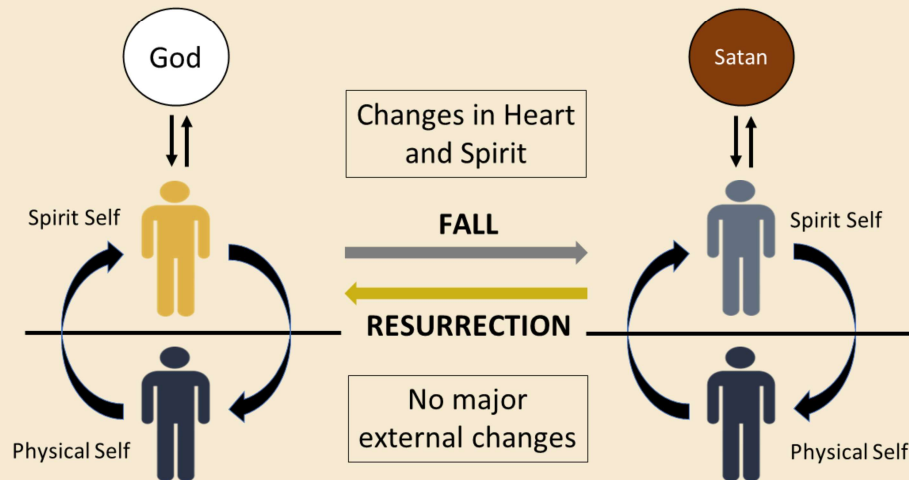 God
Satan
Changes in Heart
and Spirit
Spirit Self
FALL
Spirit Self
RESURRECTION
No major
external changes
Physical Self
Physical Self